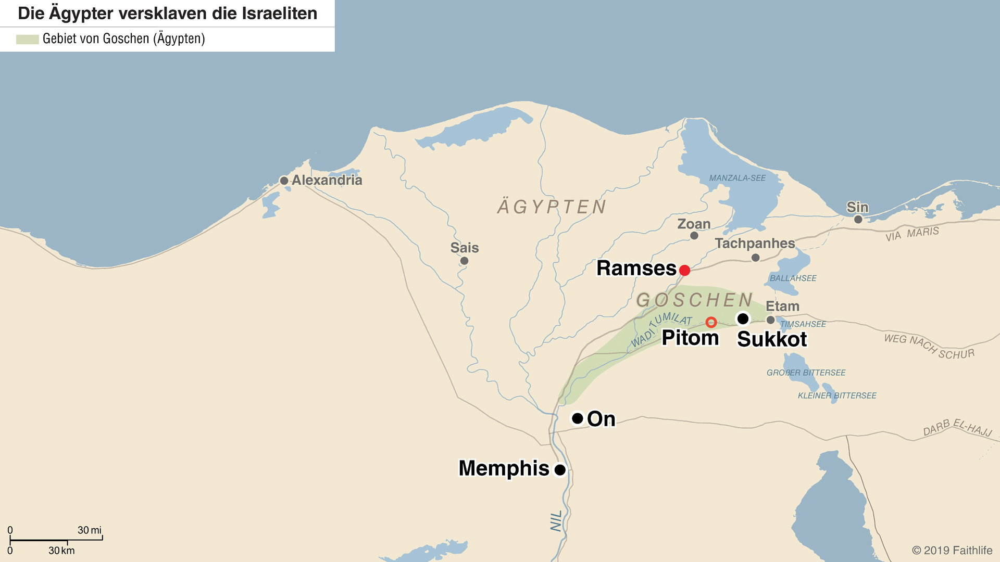 Die Ägypter versklaven die Israeliten
Gebiet von Goschen (Ägypten)
Alexandria
MANZALA-SEE
ÄGYPTEN
Sin
Zoan
VIA MARIS
Sais
Tachpanhes
Ramses
BALLAHSEE
GOSCHEN
Etam
WADI TUMILAT
TIMSAHSEE
Pitom
Sukkot
WEG NACH SCHUR
GROẞER BITTERSEE
KLEINER BITTERSEE
On
DARB EL-HAJJ
Memphis
NIL
0 30 mi
0 30 km
© 2019 Faithlife